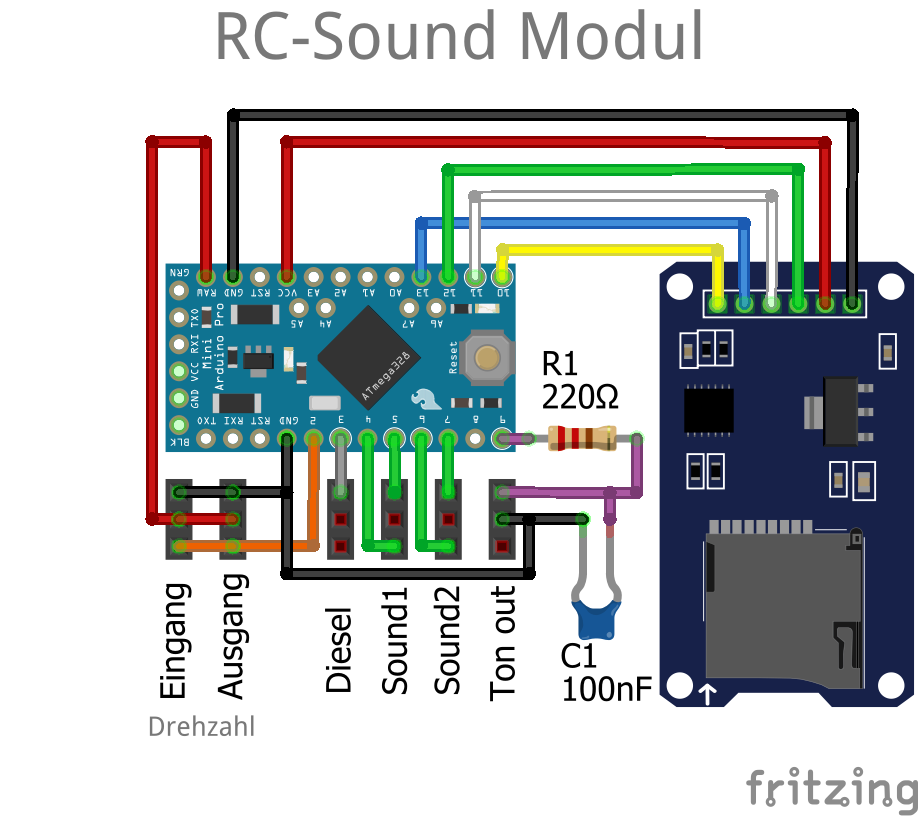 RC-Sound Modul
GRN
RAW
GND
RST
VCC
A3
A2
A1
A0
13
12
11
10
A5
A4
A7
A6
TX0
RXI
VCC
GND
BLK
Arduino Pro
Mini
ATmega328
Reset
TX0
RXI
RST
GND
2
3
4
5
6
7
8
9
R1
220Ω
Eingang
Ausgang
Diesel
Sound1
Sound2
Ton out
C1
100nF
Drehzahl
fritzing